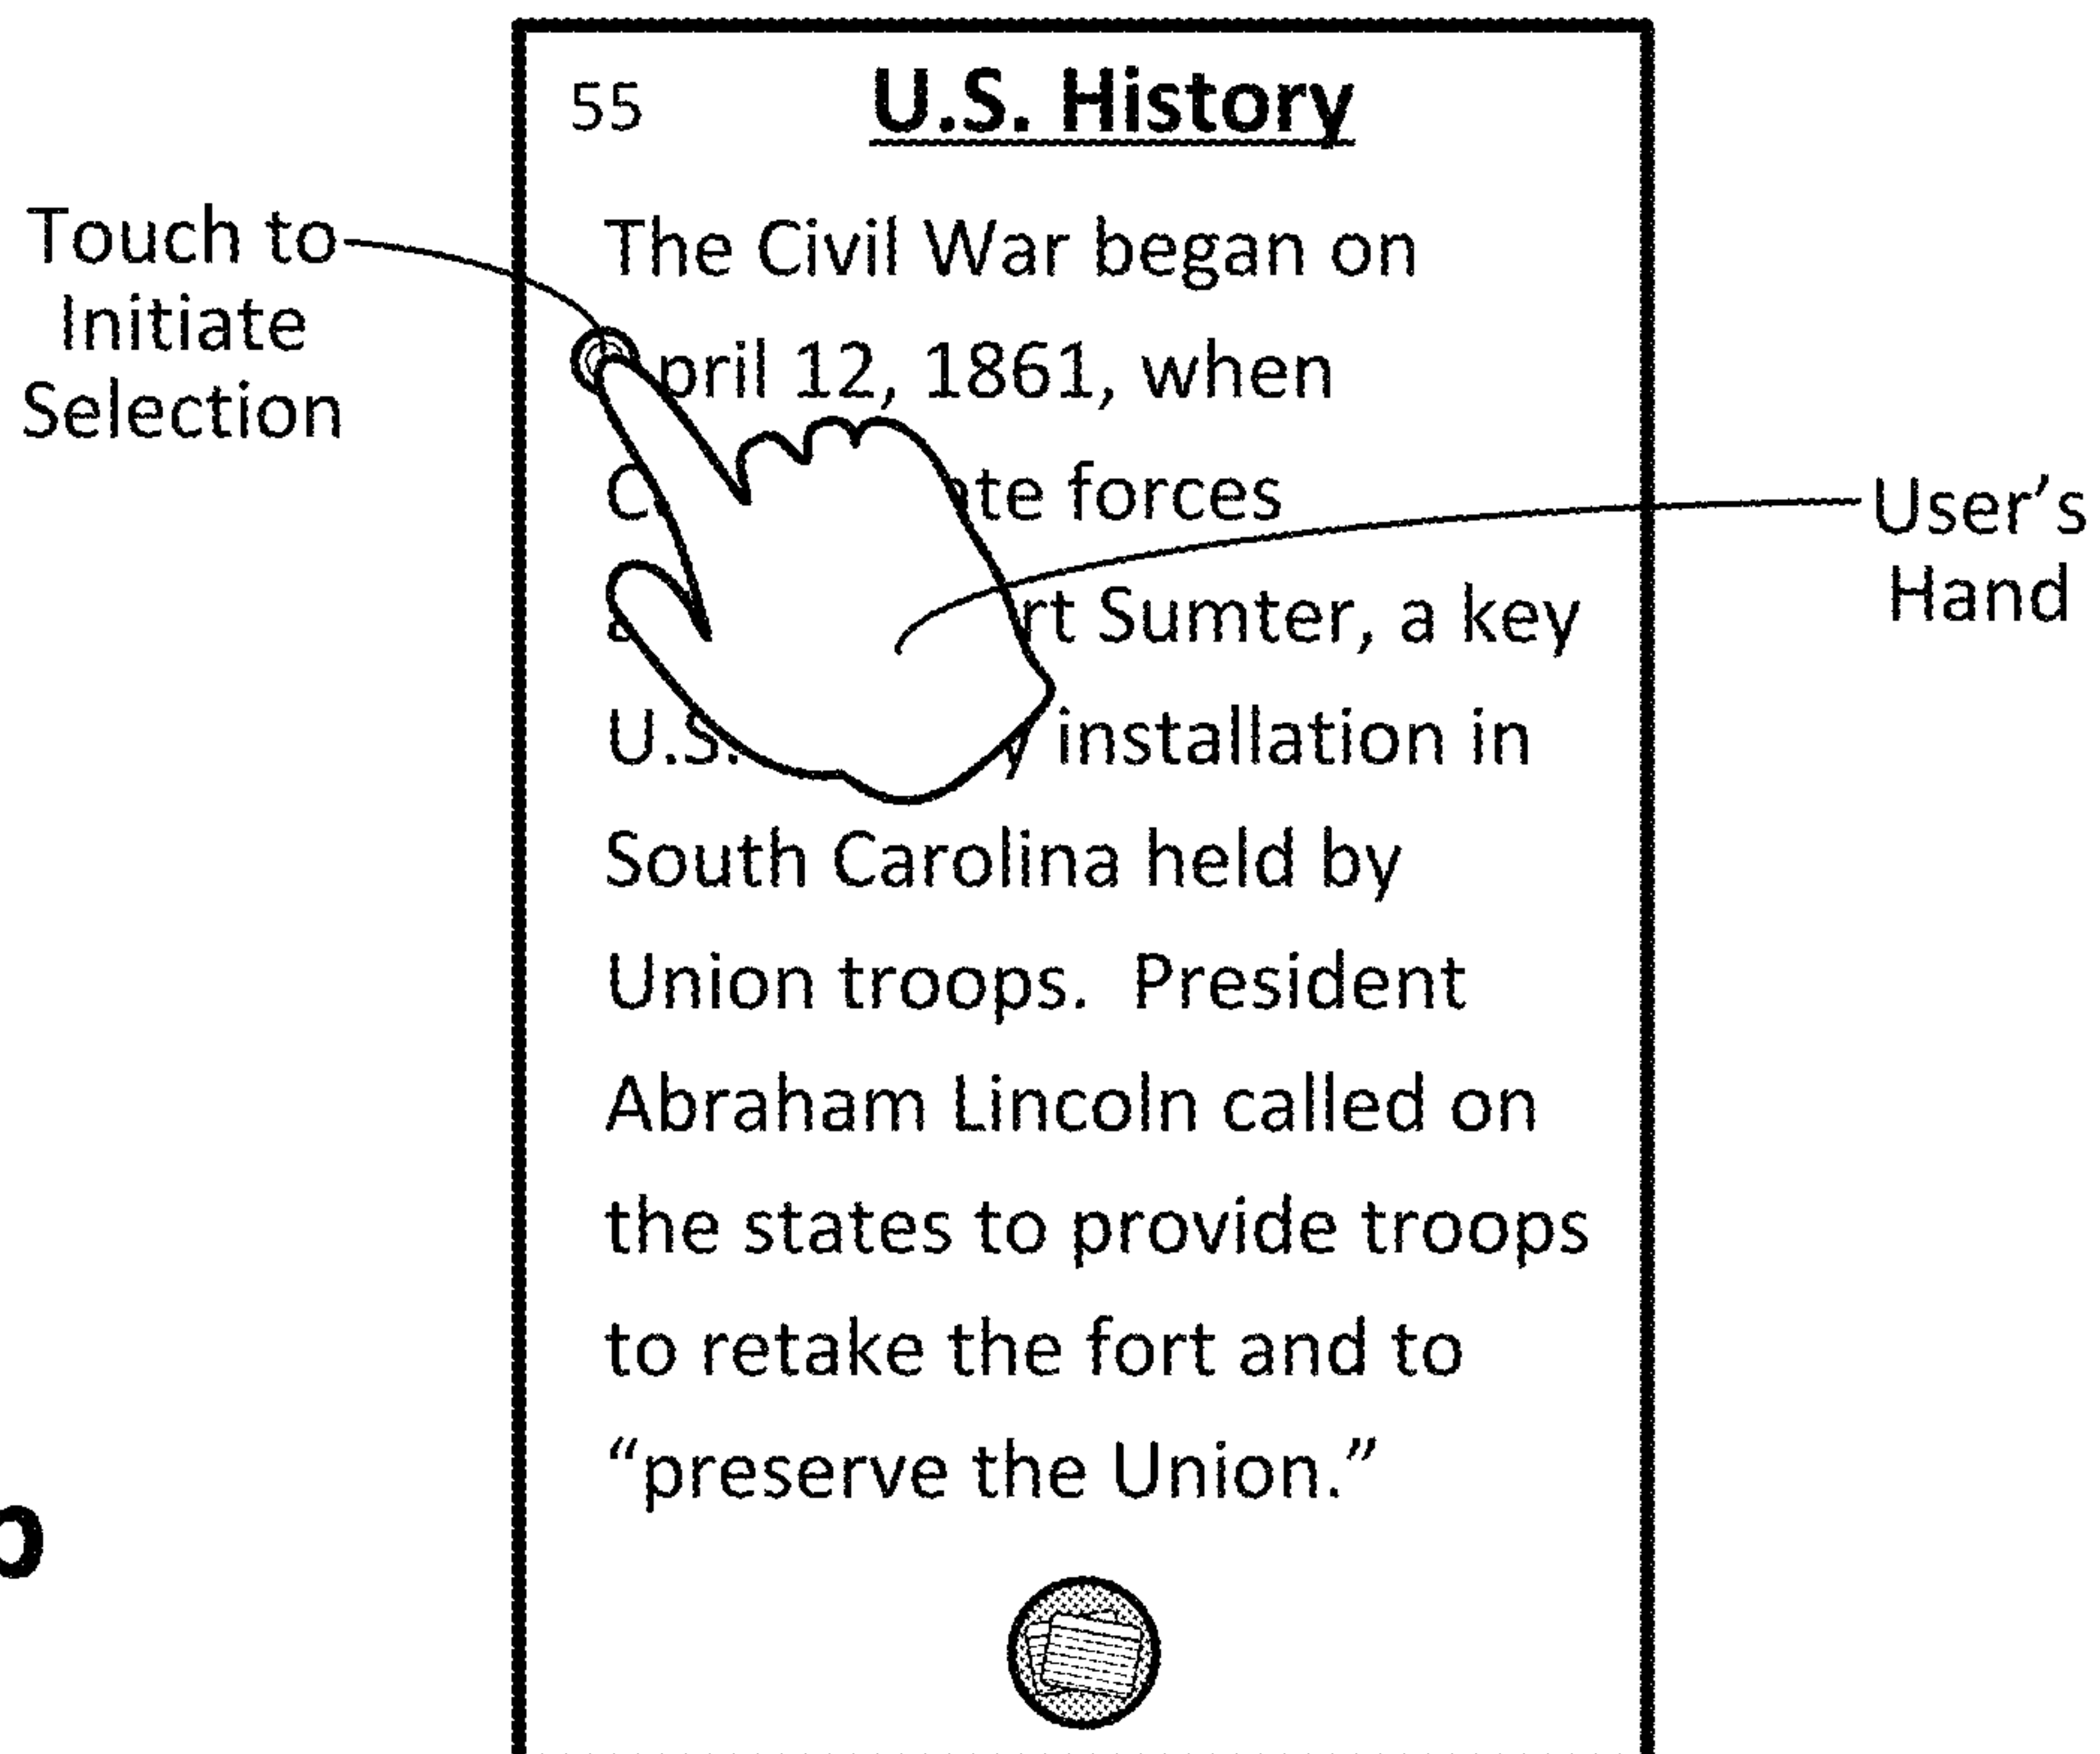 55 U.S. History
Touch to
Initiate
Selection
The Civil War began on
pril 12, 1861, when
te forces
rt Sumter, a key
U.S. y installation in
South Carolina held by
Union troops. President
Abraham Lincoln called on
the states to provide troops
to retake the fort and to
“preserve the Union.”
User’s
Hand